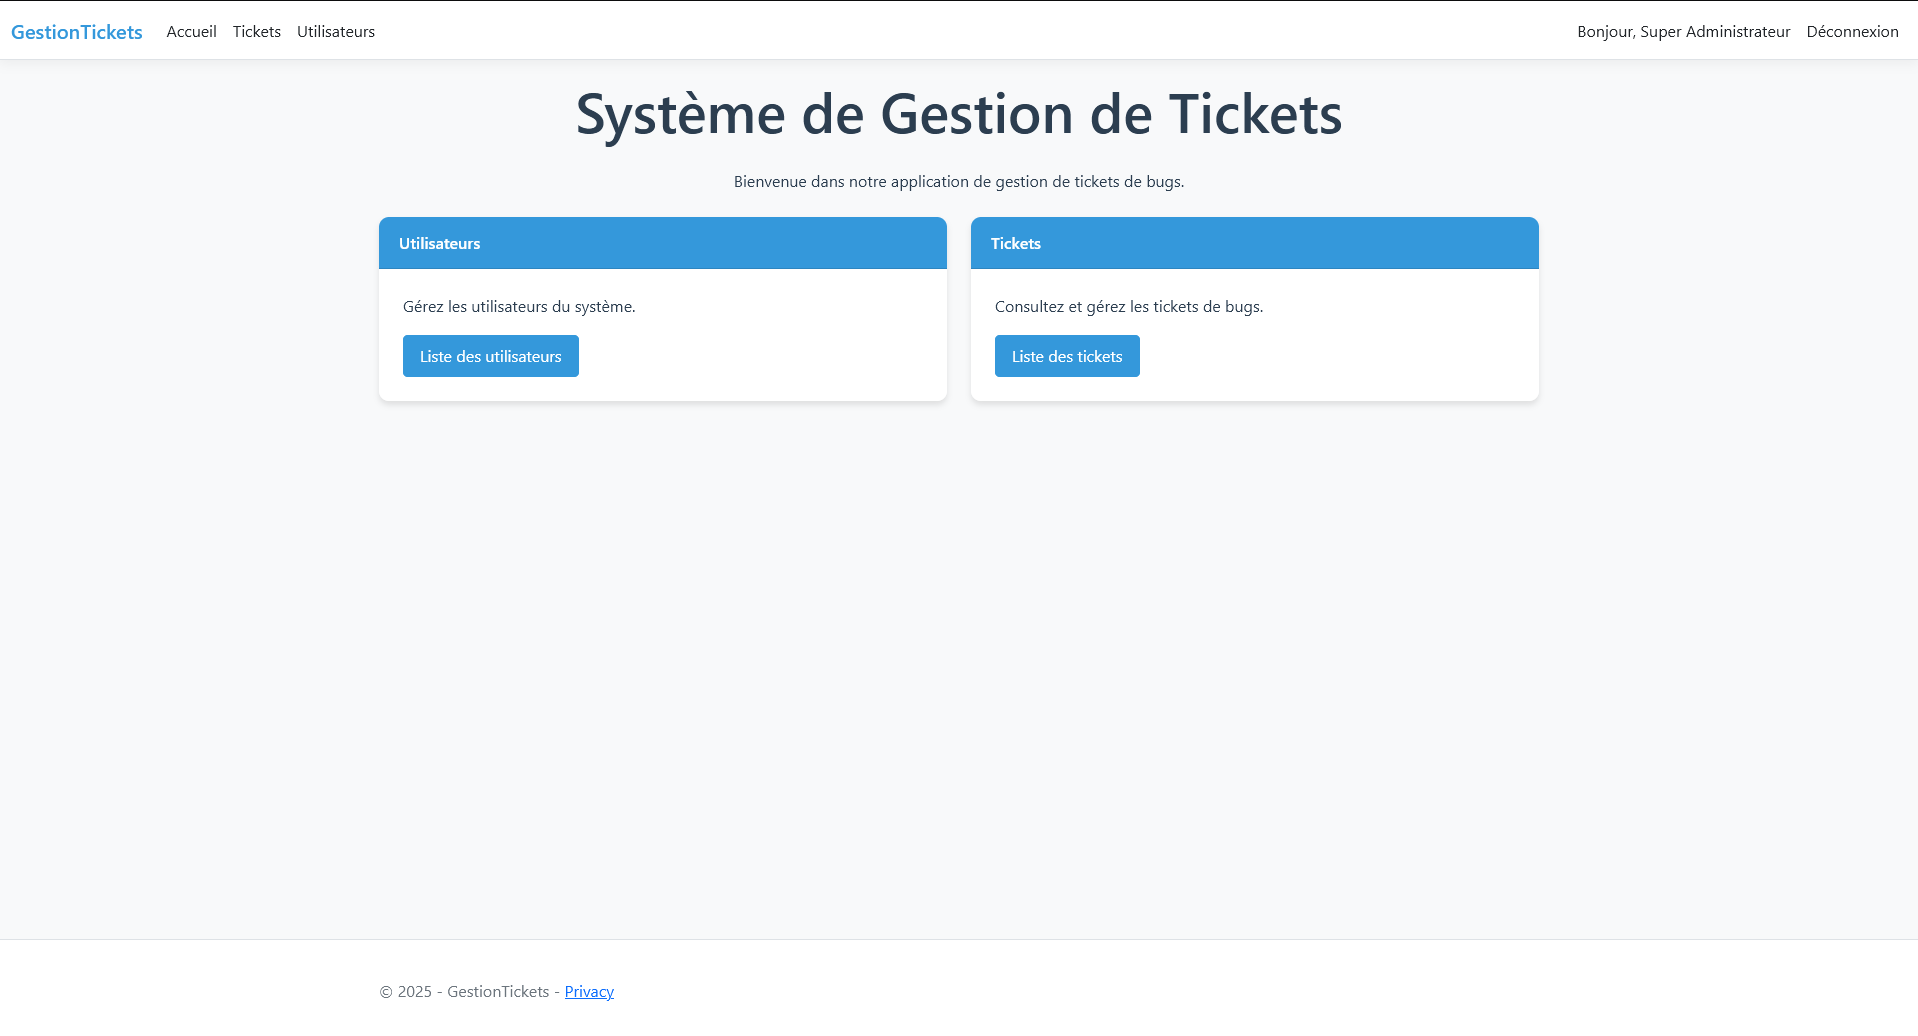 GestionTickets Accueil Tickets Utilisateurs Bonjour, Super Administrateur Déconnexion
Système de Gestion de Tickets
Bienvenue dans notre application de gestion de tickets de bugs.
Utilisateurs
Gérez les utilisateurs du système.
Liste des utilisateurs
Tickets
Consultez et gérez les tickets de bugs.
Liste des tickets
© 2025 - GestionTickets - Privacy